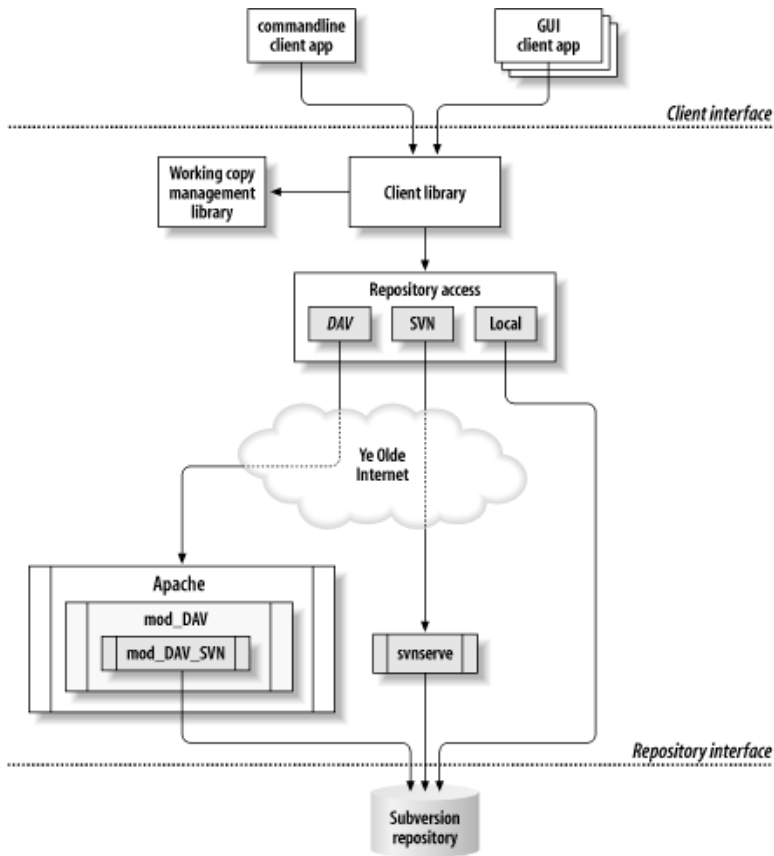 commandline
client app
GUI
client app
Client interface
Working copy
management
library
Client library
Repository access
DAV
SVN
Local
Ye Olde
Internet
Apache
mod_DAV
mod_DAV_SVN
svnserve
Repository interface
Subversion
repository